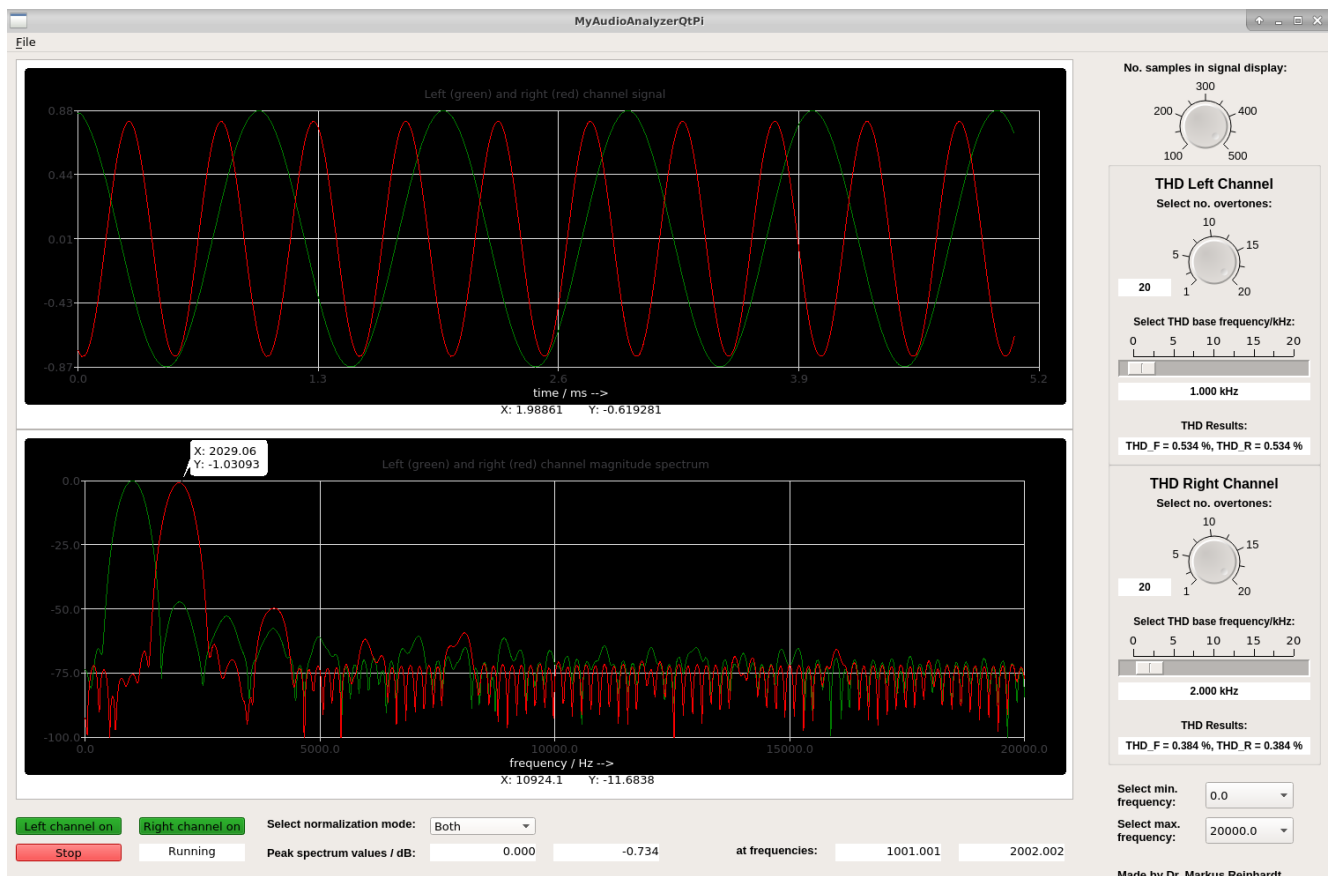 MyAudioAnalyzerQtPi
File
Left (green) and right (red) channel signal
0.88
0.44
0.01
-0.43
-0.87
0.0 1.3 2.6 3.9 5.2
time / ms -->
X: 1.98861 Y: -0.619281
X: 2029.06
Y: -1.03093
Left (green) and right (red) channel magnitude spectrum
0.0
-25.0
-50.0
-75.0
-100.0
0.0 5000.0 10000.0 15000.0 20000.0
frequency / Hz -->
X: 10924.1 Y: -11.6838
No. samples in signal display:
300
200 400
100 500
THD Left Channel
Select no. overtones:
10
5 15
1 20
20
Select THD base frequency/kHz:
0 5 10 15 20
1.000 kHz
THD Results:
THD_F = 0.534 %, THD_R = 0.534 %
THD Right Channel
Select no. overtones:
10
5 15
1 20
20
Select THD base frequency/kHz:
0 5 10 15 20
2.000 kHz
THD Results:
THD_F = 0.384 %, THD_R = 0.384 %
Select min.
frequency:
0.0
Select max.
frequency:
20000.0
Left channel on Right channel on Select normalization mode: Both
Stop Running Peak spectrum values / dB: 0.000 -0.734 at frequencies: 1001.001 2002.002
Made by Dr. Markus Reinhardt